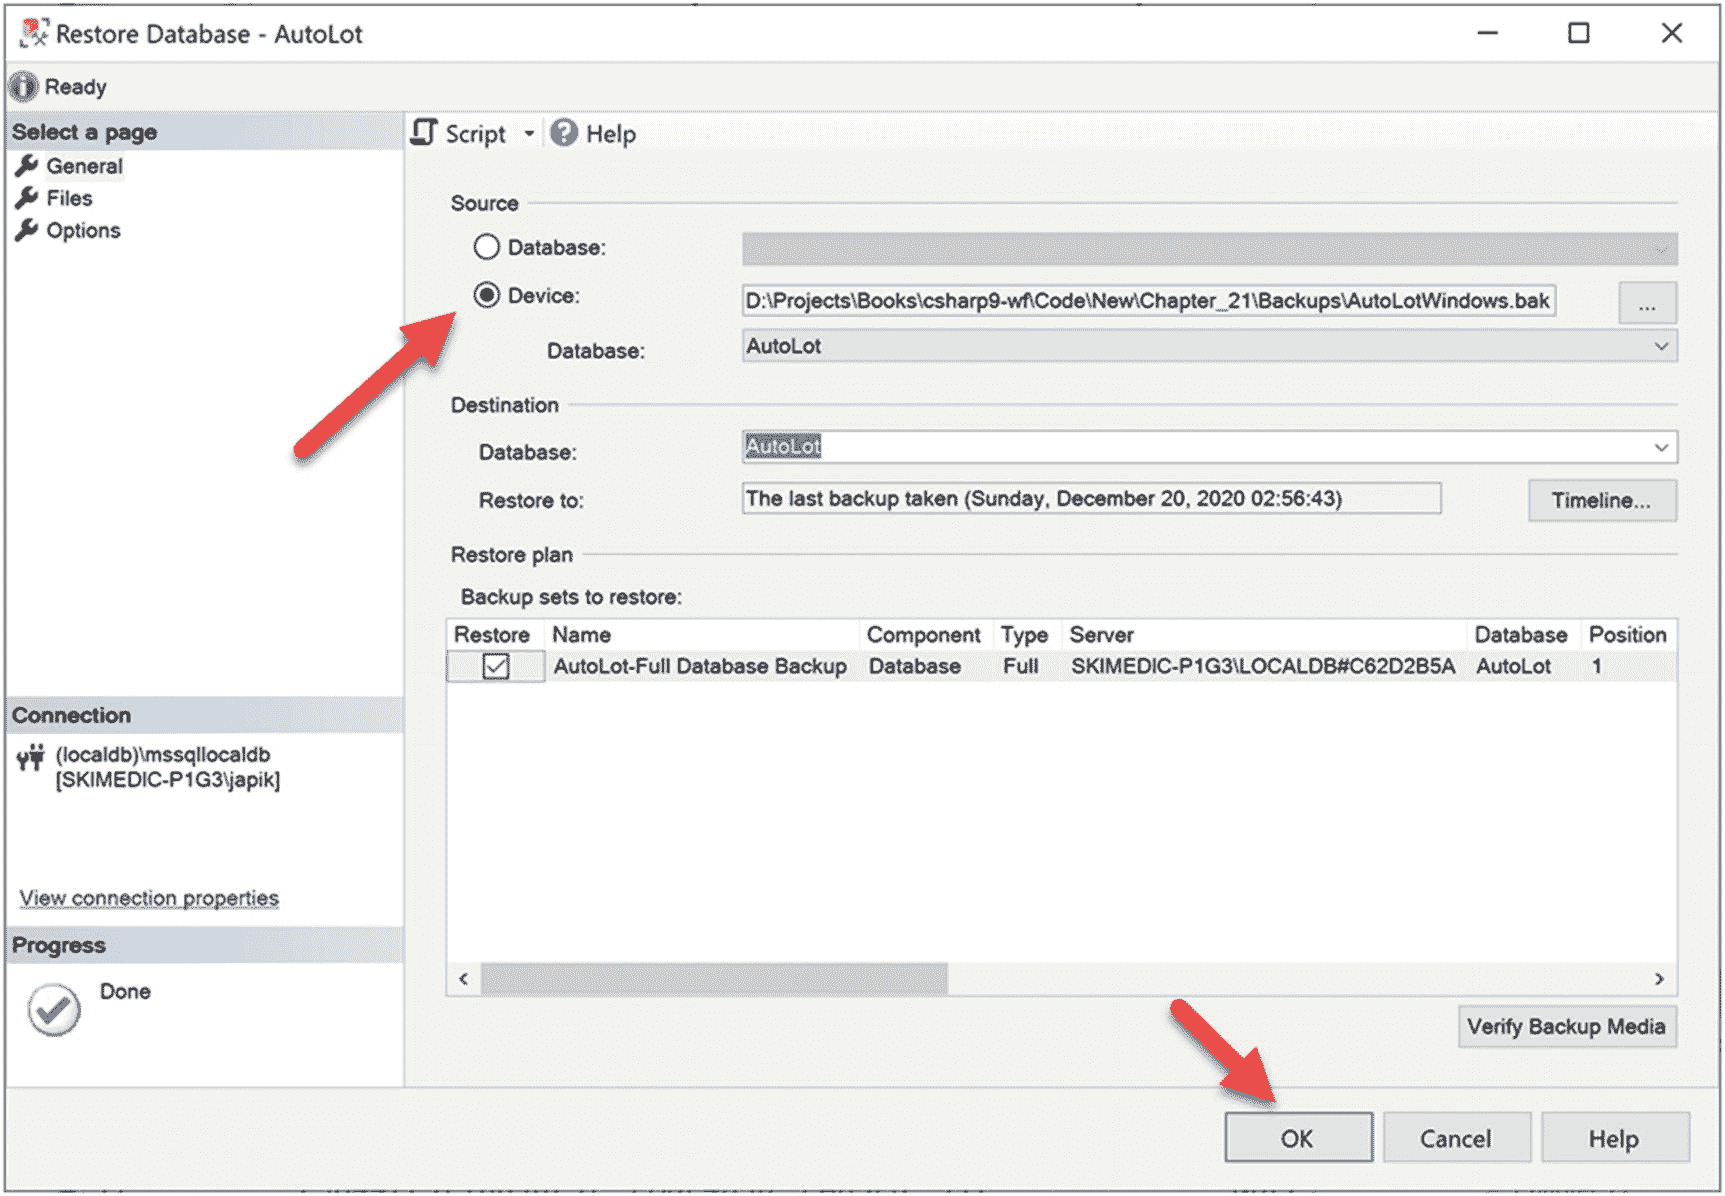 Restore Database - AutoLot
Ready
Select a page
General
Files
Options
Script
Help
Source
Database:
Device:
D:\Projects\Books\csharp9-wf\Code\New\Chapter_21\Backups\AutoLotWindows.bak
...
Database:
AutoLot
Destination
Database:
AutoLot
Restore to:
The last backup taken (Sunday, December 20, 2020 02:56:43)
Timeline...
Restore plan
Backup sets to restore:
Restore Name Component Type Server Database Position
AutoLot-Full Database Backup Database Full SKIMEDIC-P1G3\LOCALDB#C62D2B5A AutoLot 1
Connection
(localdb)\mssqllocaldb
[SKIMEDIC-P1G3\japik]
View connection properties
Progress
Done
Verify Backup Media
OK
Cancel
Help